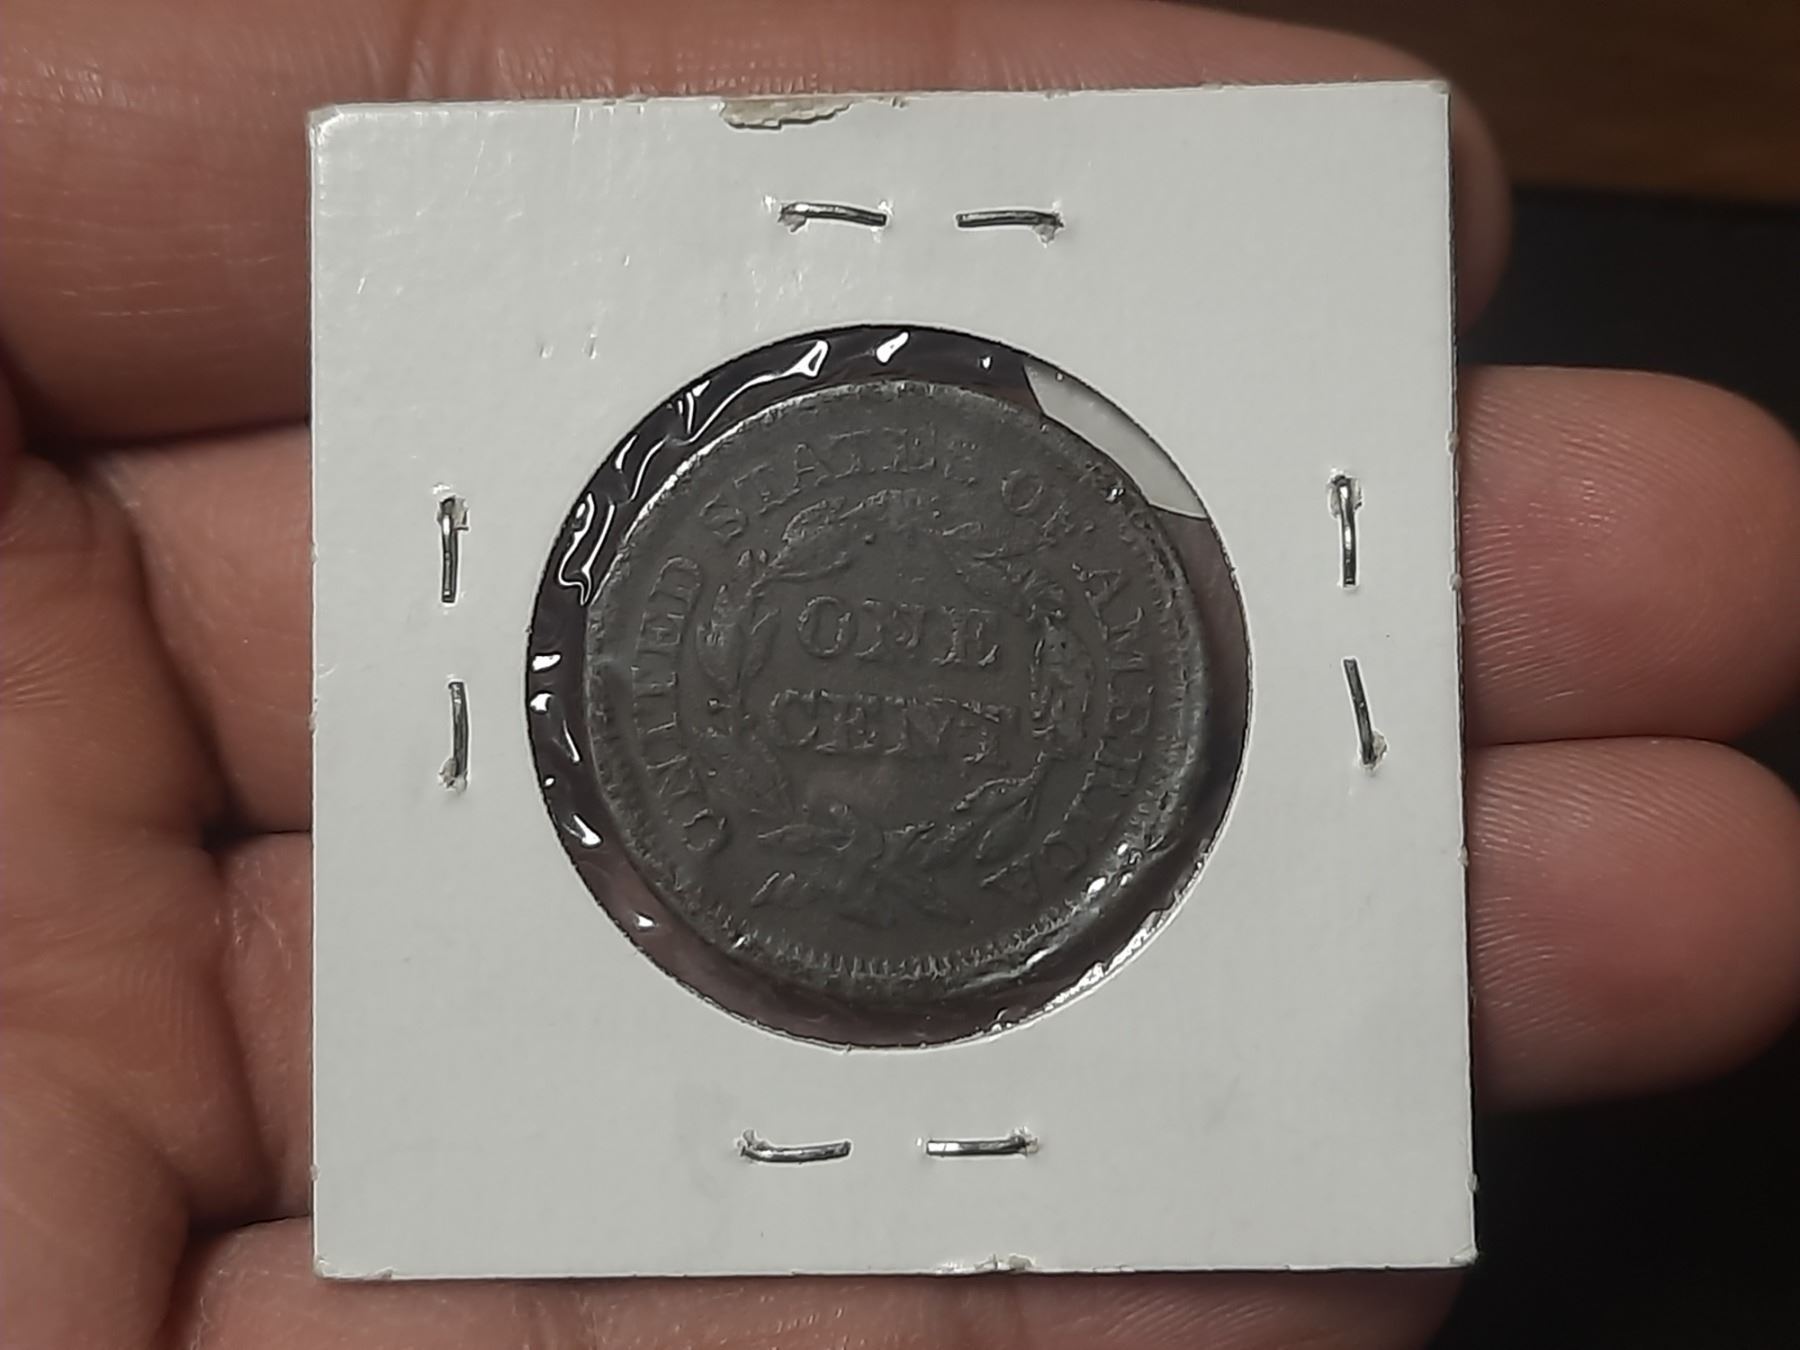 UNITED STATES OF AMERICA
ONE
CENT